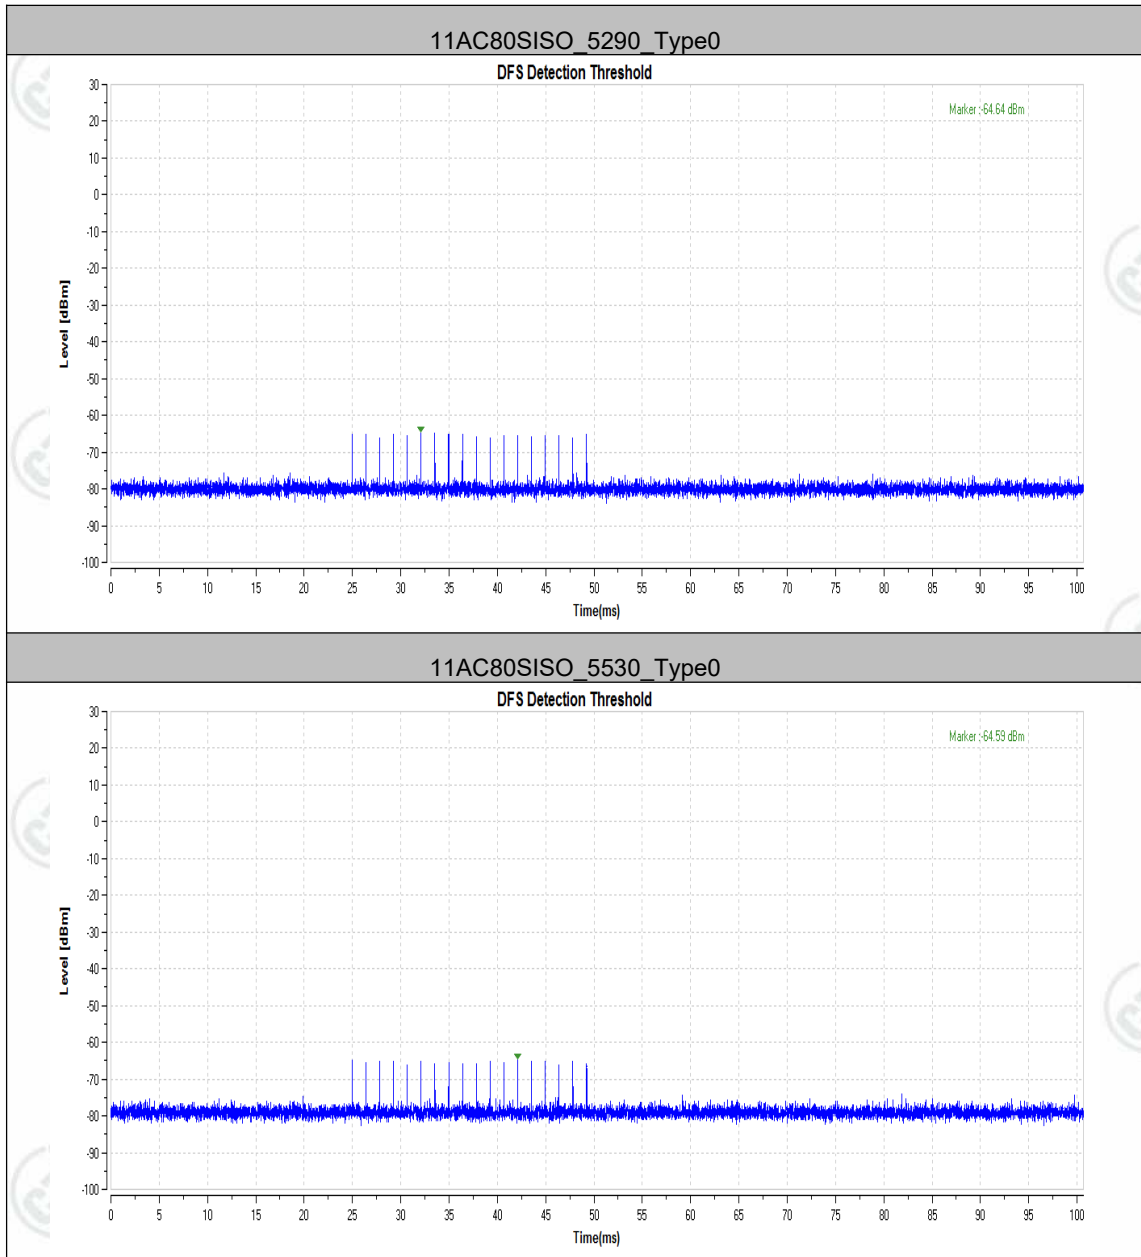 11AC80SISO_5290_Type0
DFS Detection Threshold
Marker :-64.64 dBm
Level [dBm]
30
20
10
0
-10
-20
-30
-40
-50
-60
-70
-80
-90
-100
0 5 10 15 20 25 30 35 40 45 50 55 60 65 70 75 80 85 90 95 100
Time(ms)
11AC80SISO_5530_Type0
DFS Detection Threshold
Marker :-64.59 dBm
Level [dBm]
30
20
10
0
-10
-20
-30
-40
-50
-60
-70
-80
-90
-100
0 5 10 15 20 25 30 35 40 45 50 55 60 65 70 75 80 85 90 95 100
Time(ms)